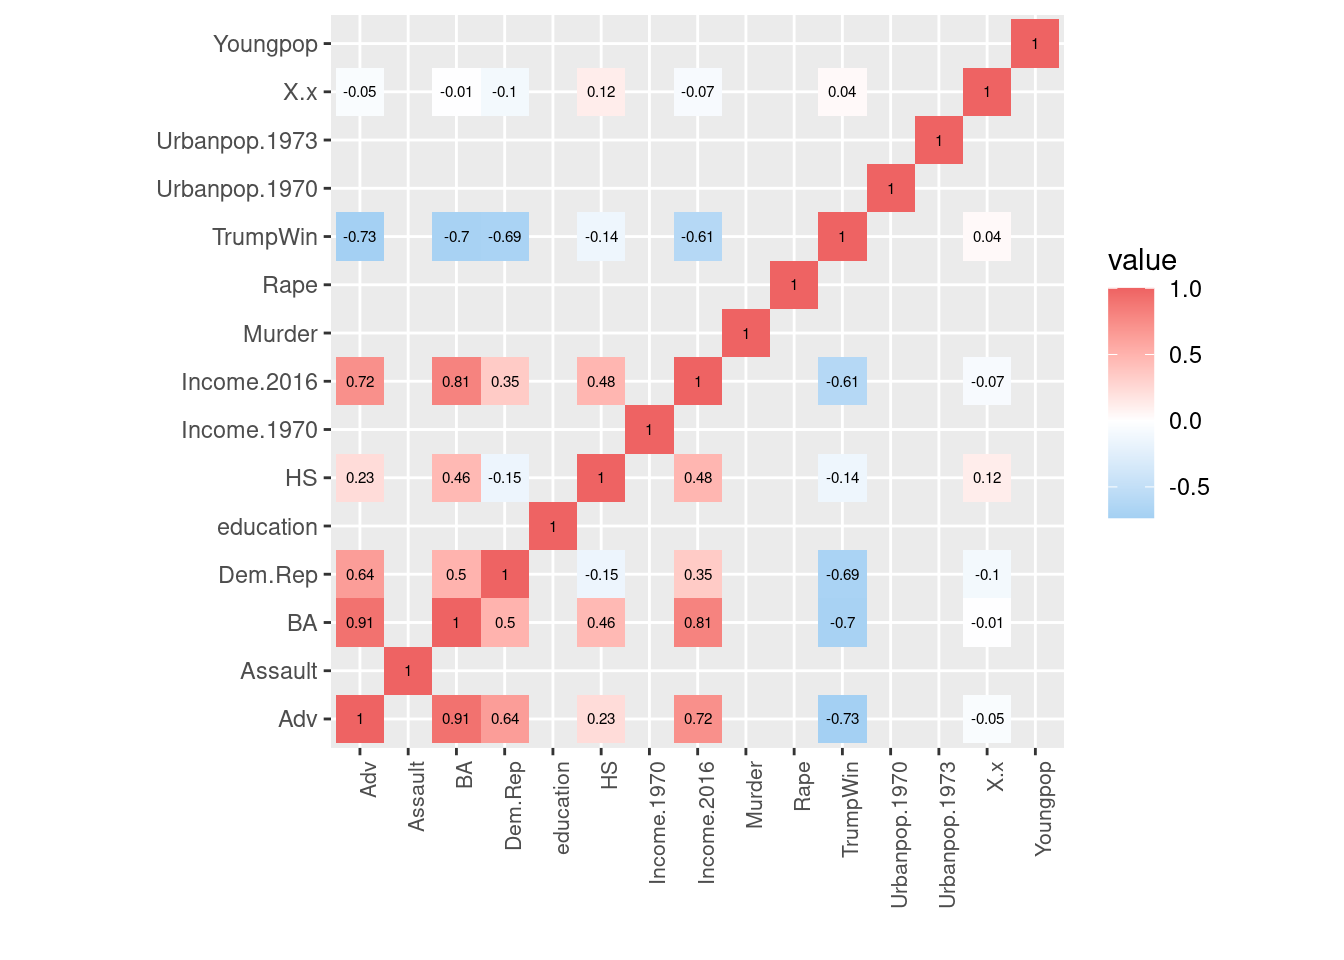 Youngpop 1
X.x -0.05 -0.01 -0.1 0.12 -0.07 0.04 1
Urbanpop.1973 1
Urbanpop.1970 1
TrumpWin -0.73 -0.7 -0.69 -0.14 -0.61 1 0.04
Rape 1
Murder 1
Income.2016 0.72 0.81 0.35 0.48 1 -0.61 -0.07
Income.1970 1
HS 0.23 0.46 -0.15 1 0.48 -0.14 0.12
education 1
Dem.Rep 0.64 0.5 1 -0.15 0.35 -0.69 -0.1
BA 0.91 1 0.5 0.46 0.81 -0.7 -0.01
Assault 1
Adv 1 0.91 0.64 0.23 0.72 -0.73 -0.05
Adv
Assault
BA
Dem.Rep
education
HS
Income.1970
Income.2016
Murder
Rape
TrumpWin
Urbanpop.1970
Urbanpop.1973
X.x
Youngpop
value
1.0
0.5
0.0
-0.5